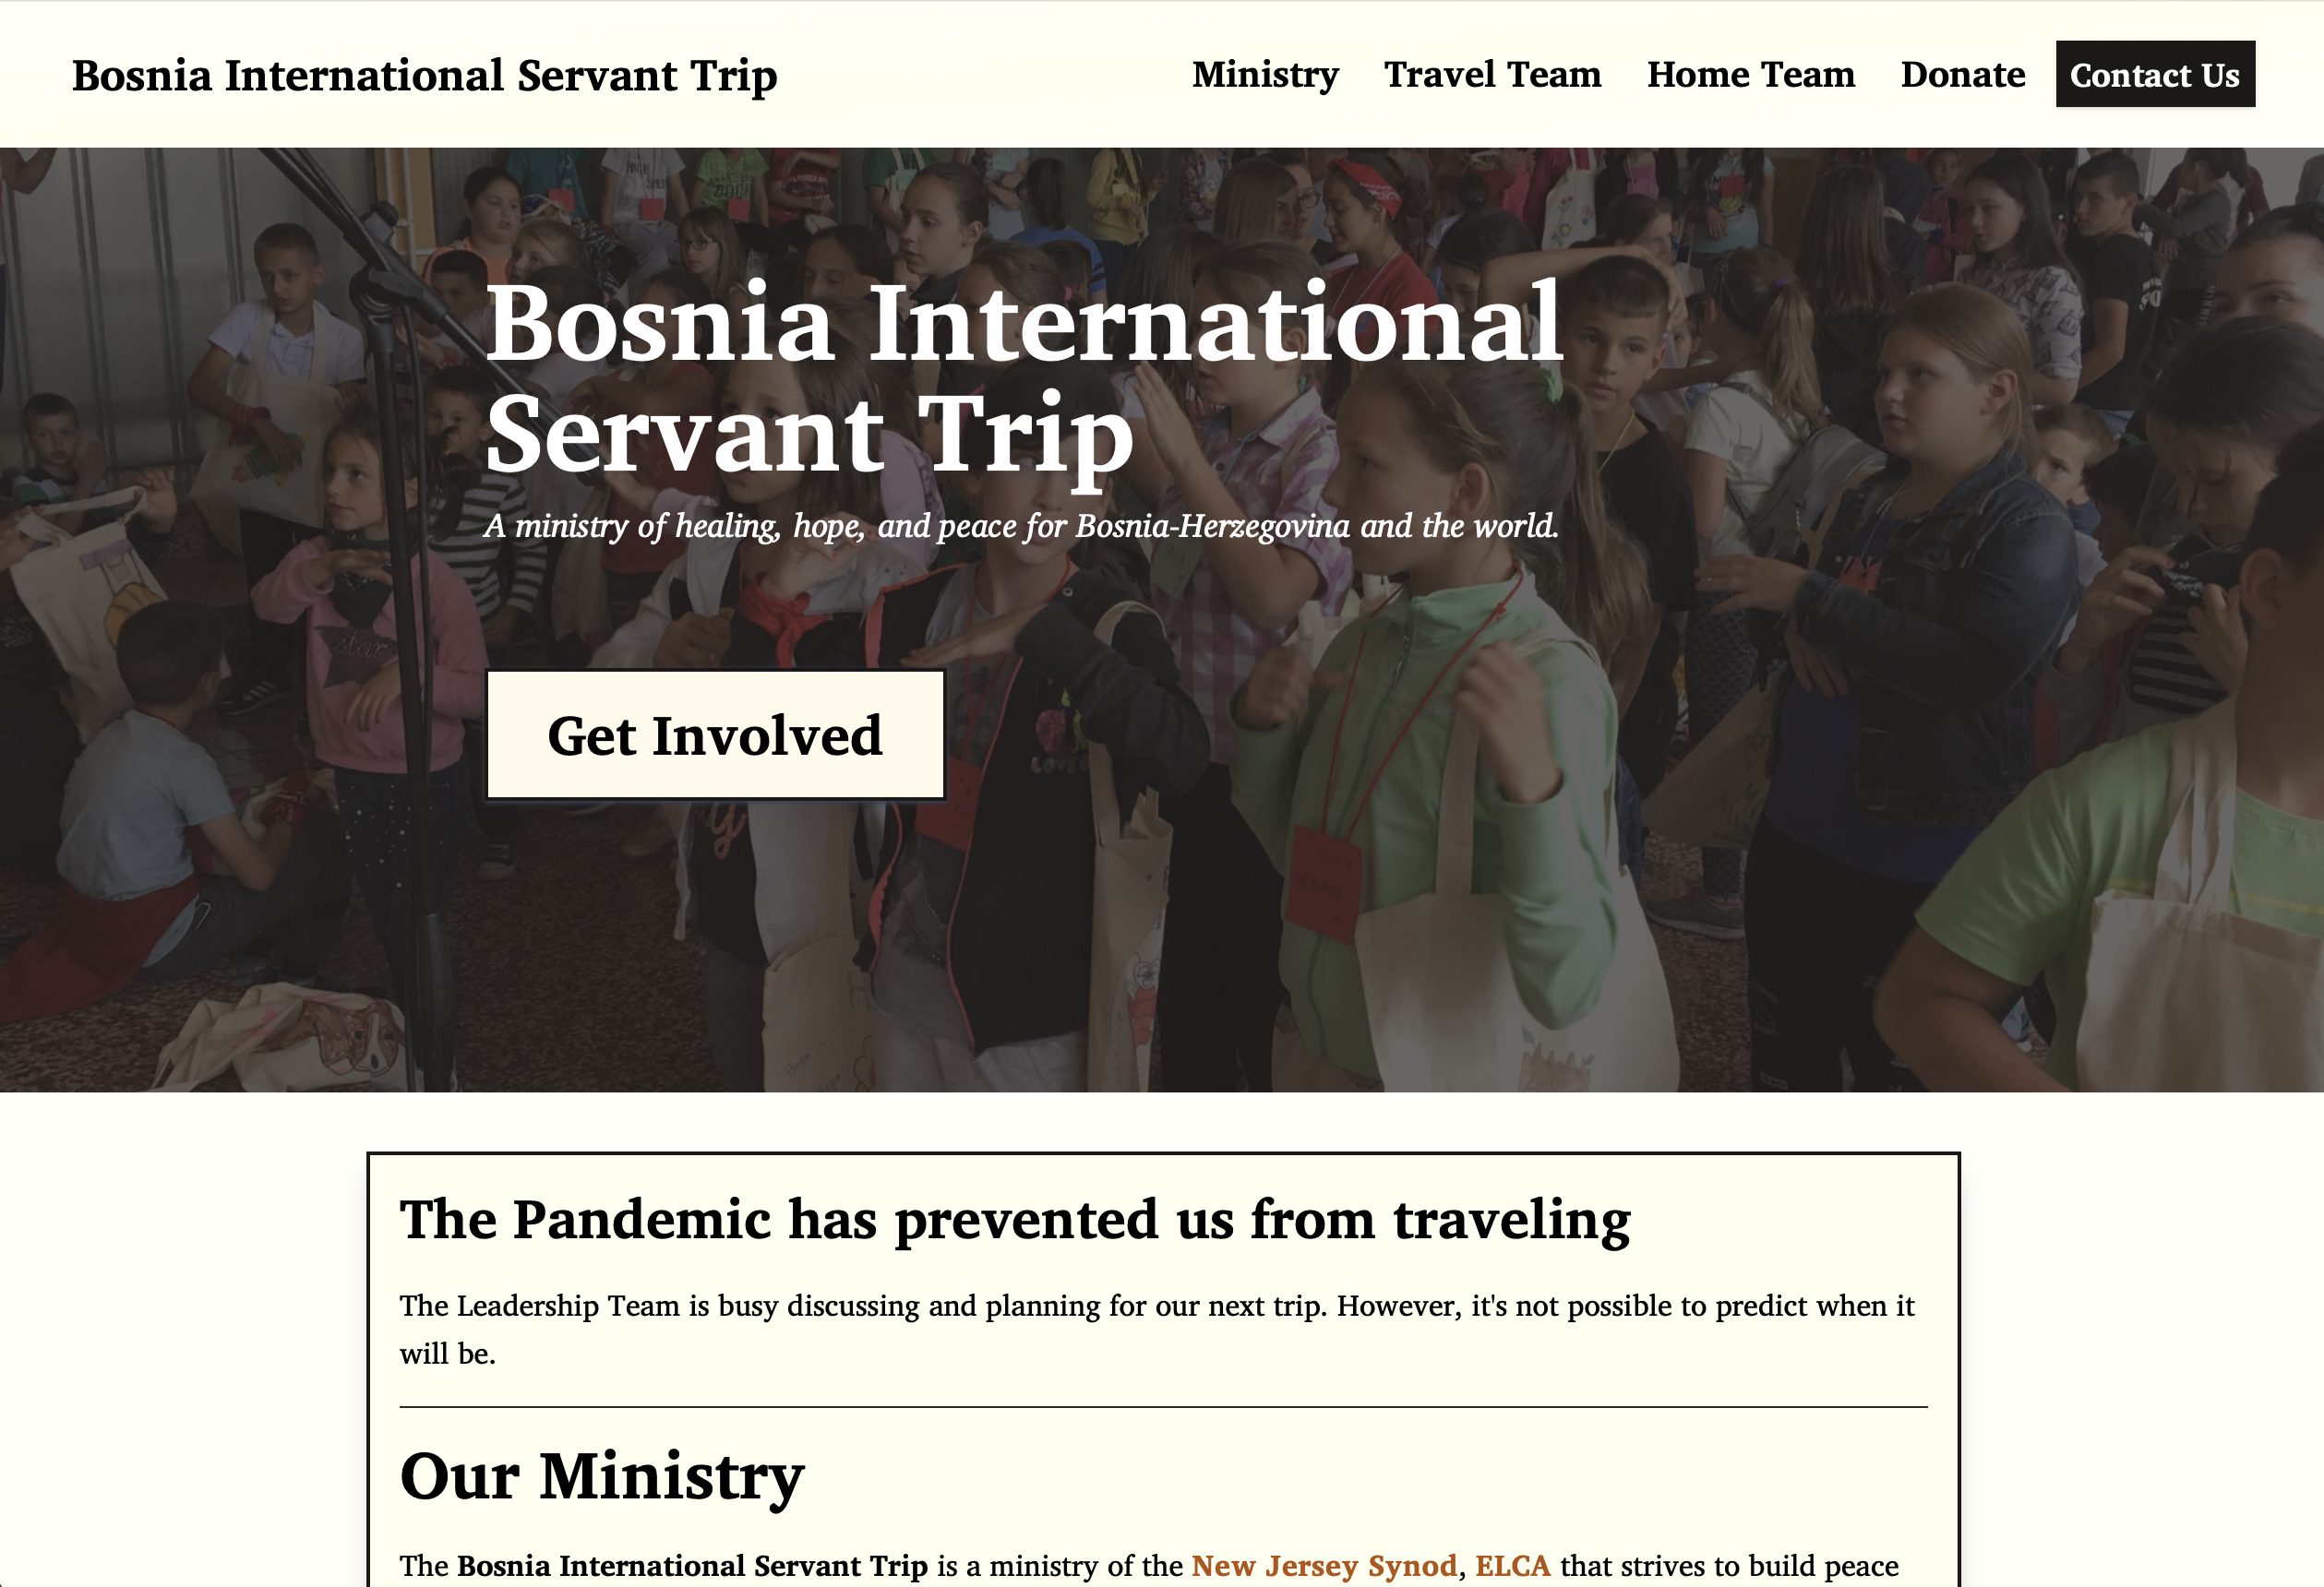 Bosnia International Servant Trip
Ministry
Travel Team
Home Team
Donate
Contact Us
HIGH
star
Bosnia International
Servant Trip
A ministry of healing, hope, and peace for Bosnia-Herzegovina and the world.
Get Involved
The Pandemic has prevented us from traveling
The Leadership Team is busy discussing and planning for our next trip. However, it's not possible to predict when it
will be.
Our Ministry
The Bosnia International Servant Trip is a ministry of the New Jersey Synod, ELCA that strives to build peace